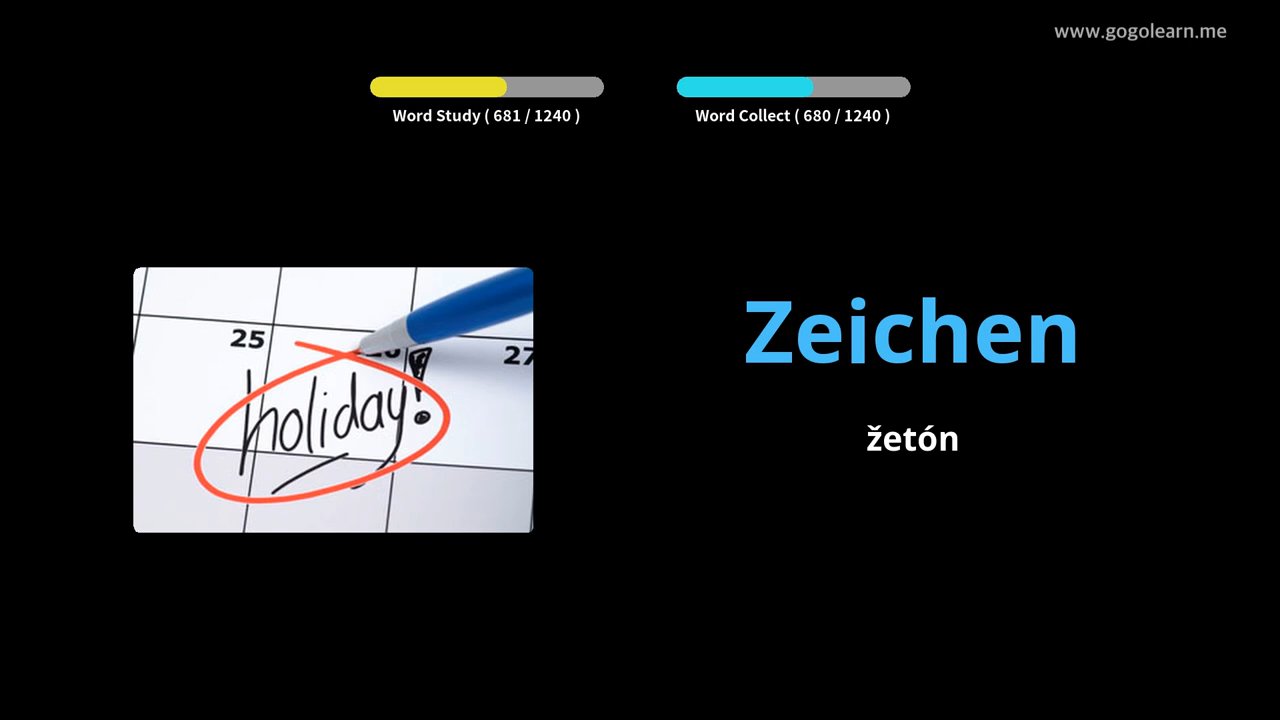 www.gogolearn.me
Word Study ( 681 / 1240 )
Word Collect ( 680 / 1240 )
25
27
holiday!
Zeichen
žetón